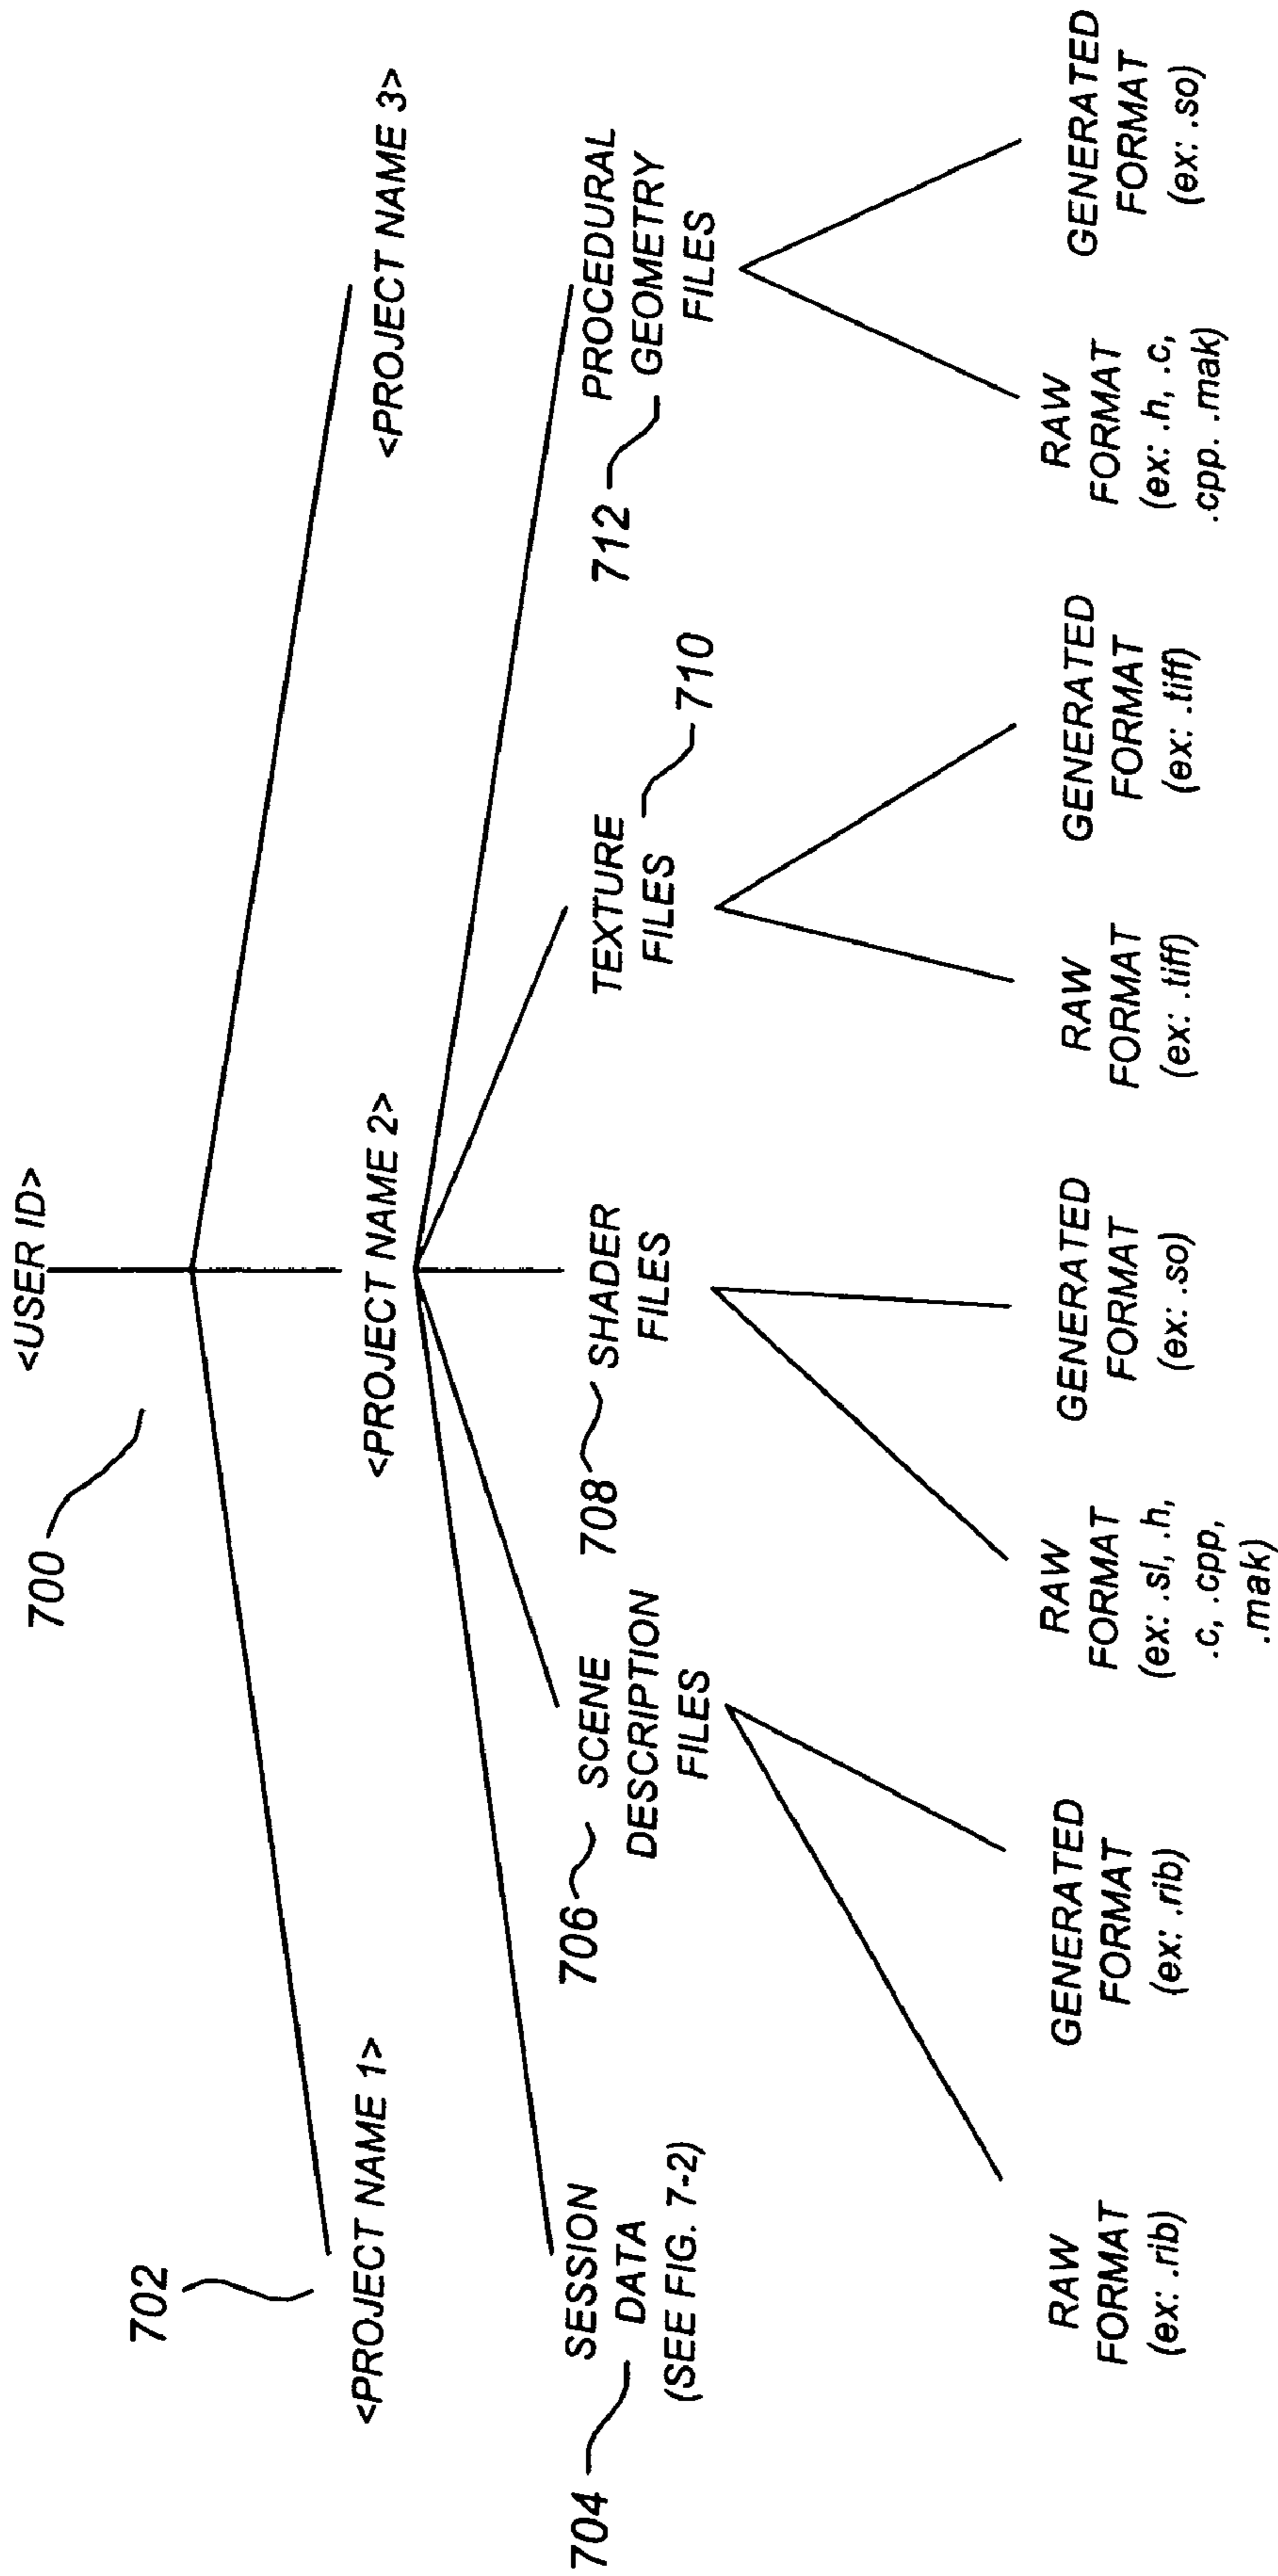 700
<USER ID>
702
<PROJECT NAME 1>
<PROJECT NAME 2>
<PROJECT NAME 3>
704
SESSION
DATA
(SEE FIG. 7-2)
706
SCENE
DESCRIPTION
FILES
708
SHADER
FILES
TEXTURE
FILES
710
712
PROCEDURAL
GEOMETRY
FILES
RAW
FORMAT
(ex: .rib)
GENERATED
FORMAT
(ex: .rib)
RAW
FORMAT
(ex: .sl, .h,
.c, .cpp,
.mak)
GENERATED
FORMAT
(ex: .so)
RAW
FORMAT
(ex: .tiff)
GENERATED
FORMAT
(ex: .tiff)
RAW
FORMAT
(ex: .h, .c,
.cpp. .mak)
GENERATED
FORMAT
(ex: .so)